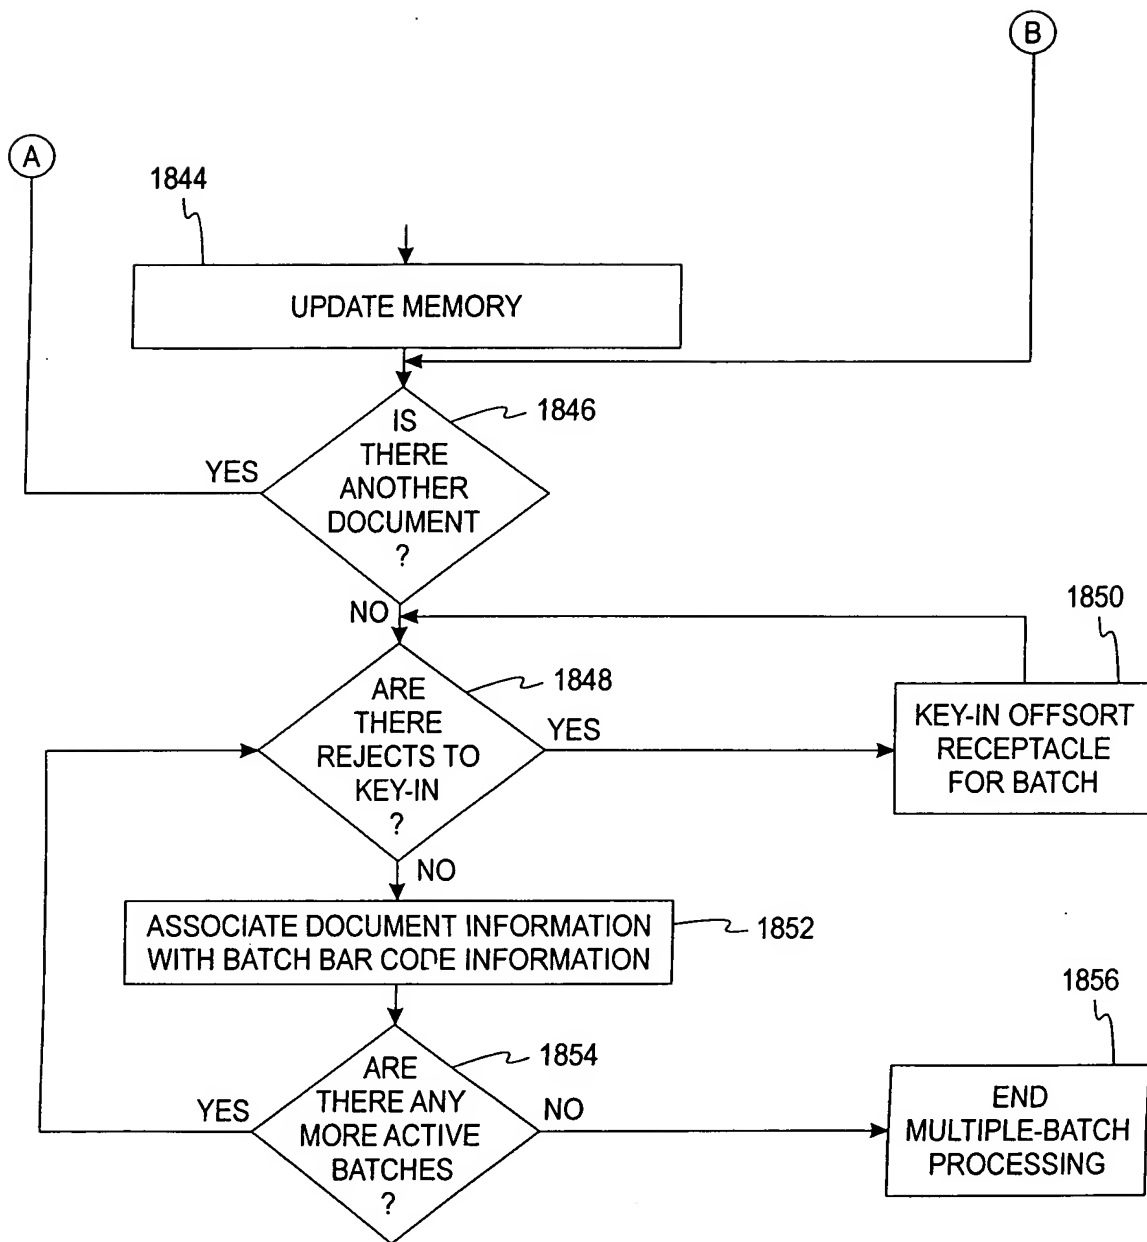 B
A
1844
UPDATE MEMORY
1846
IS
THERE
ANOTHER
DOCUMENT
?
YES
NO
1850
1848
ARE
THERE
REJECTS TO
KEY-IN
?
YES
KEY-IN OFFSORT
RECEPTACLE
FOR BATCH
NO
ASSOCIATE DOCUMENT INFORMATION
WITH BATCH BAR CODE INFORMATION
1852
1856
1854
ARE
THERE ANY
MORE ACTIVE
BATCHES
?
YES
NO
END
MULTIPLE-BATCH
PROCESSING